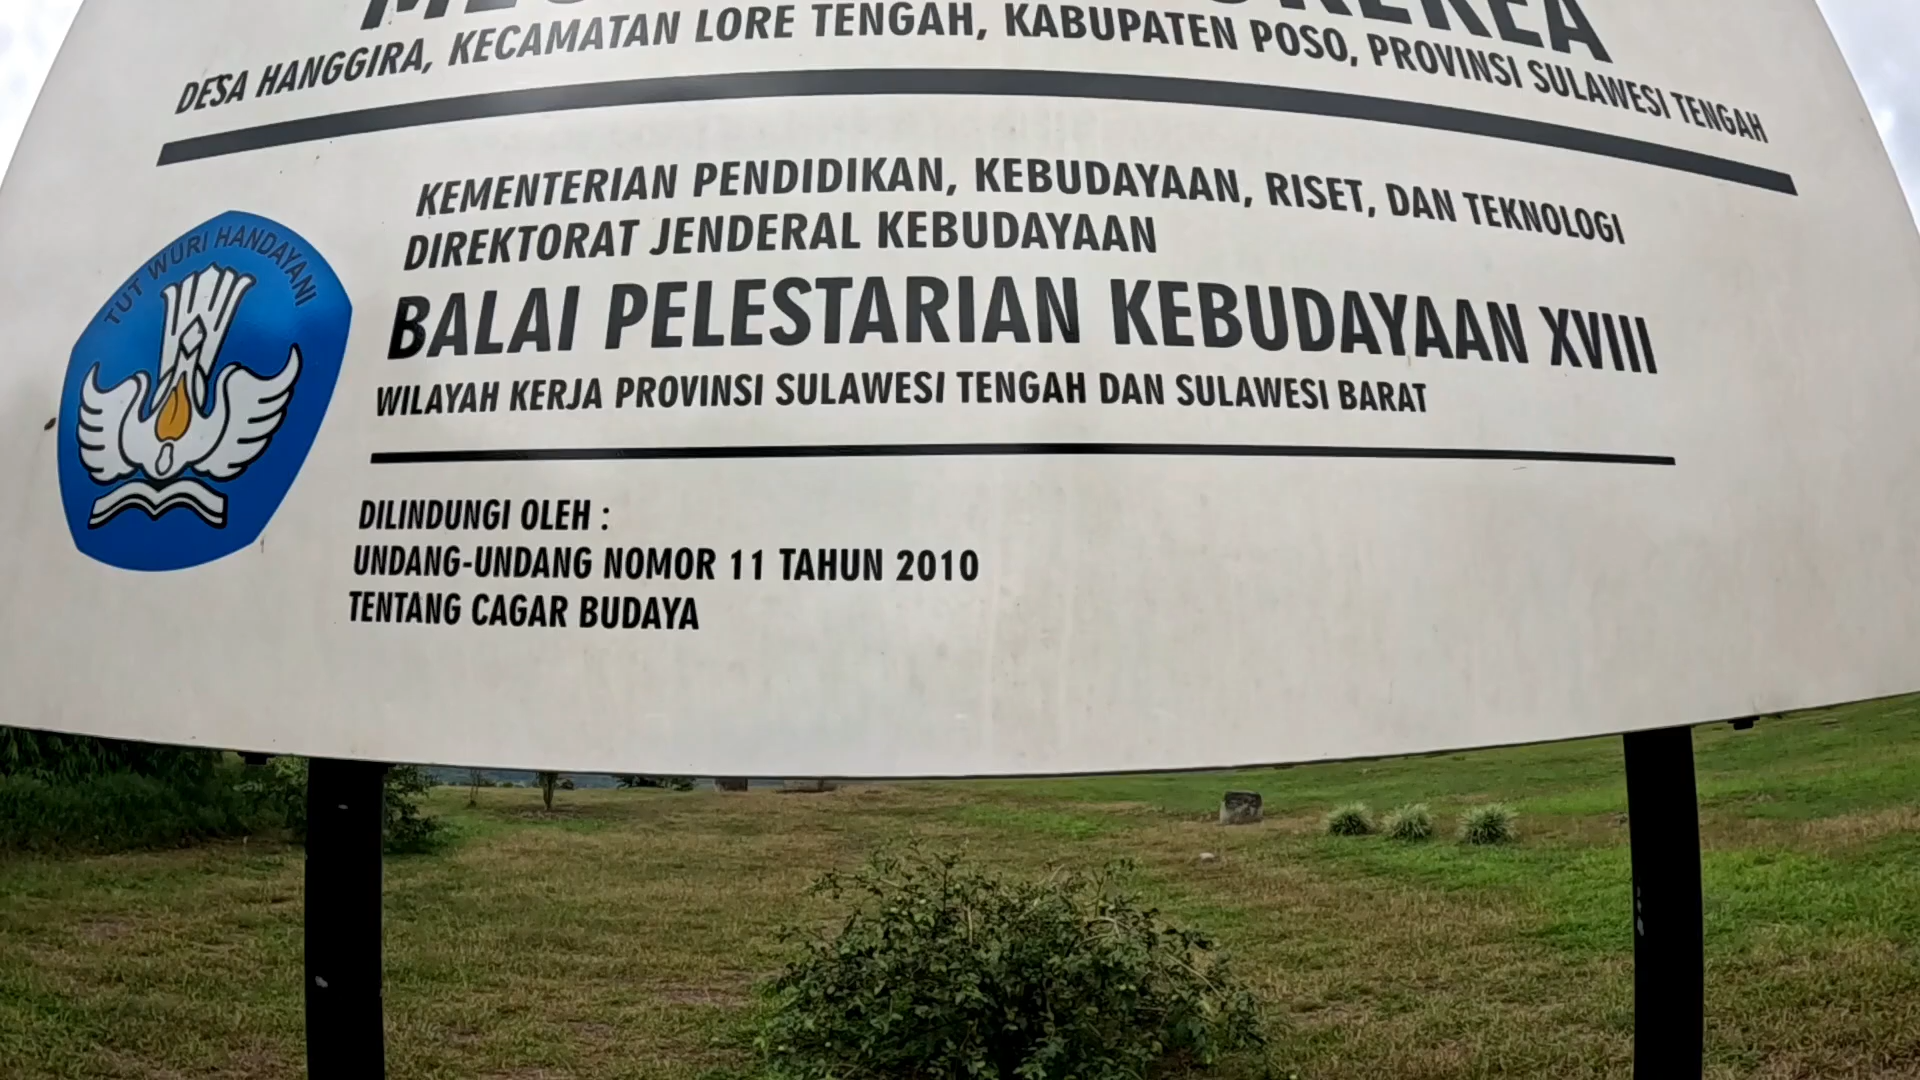 DESA HANGGIRA, KECAMATAN LORE TENGAH, KABUPATEN POSO, PROVINSI SULAWESI TENGAH
KEMENTERIAN PENDIDIKAN, KEBUDAYAAN, RISET, DAN TEKNOLOGI
DIREKTORAT JENDERAL KEBUDAYAAN
BALAI PELESTARIAN KEBUDAYAAN XVIII
WILAYAH KERJA PROVINSI SULAWESI TENGAH DAN SULAWESI BARAT
TUT WURI HANDAYANI
DILINDUNGI OLEH :
UNDANG-UNDANG NOMOR 11 TAHUN 2010
TENTANG CAGAR BUDAYA